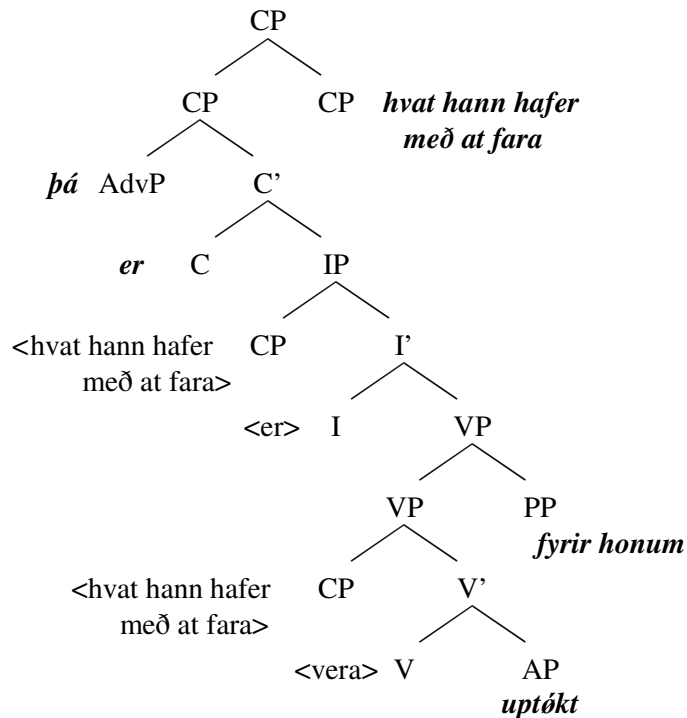 CP
CP CP hvat hann hafer
með at fara
þá AdvP C’
er C IP
<hvat hann hafer CP I’
með at fara>
<er> I VP
VP PP
fyrir honum
<hvat hann hafer CP V’
með at fara>
<vera> V AP
uptǿkt